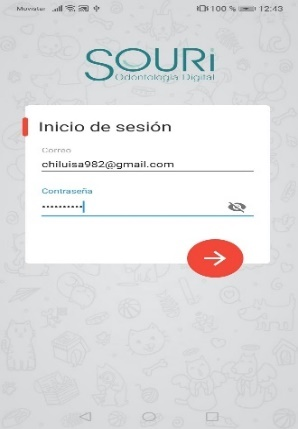 Movistar 100 % 12:43
SOURi
Odontología Digital
Inicio de sesión
Correo
chiluisa982@gmail.com
Contraseña
••••••••••